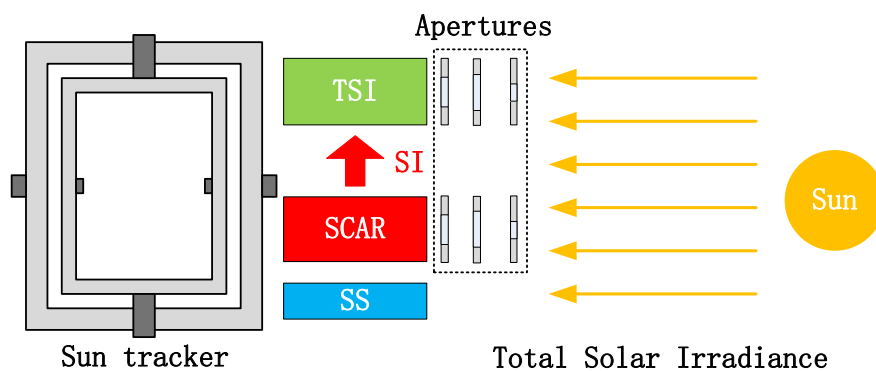 Apertures
TSI
SI
SCAR
Sun
SS
Sun tracker
Total Solar Irradiance